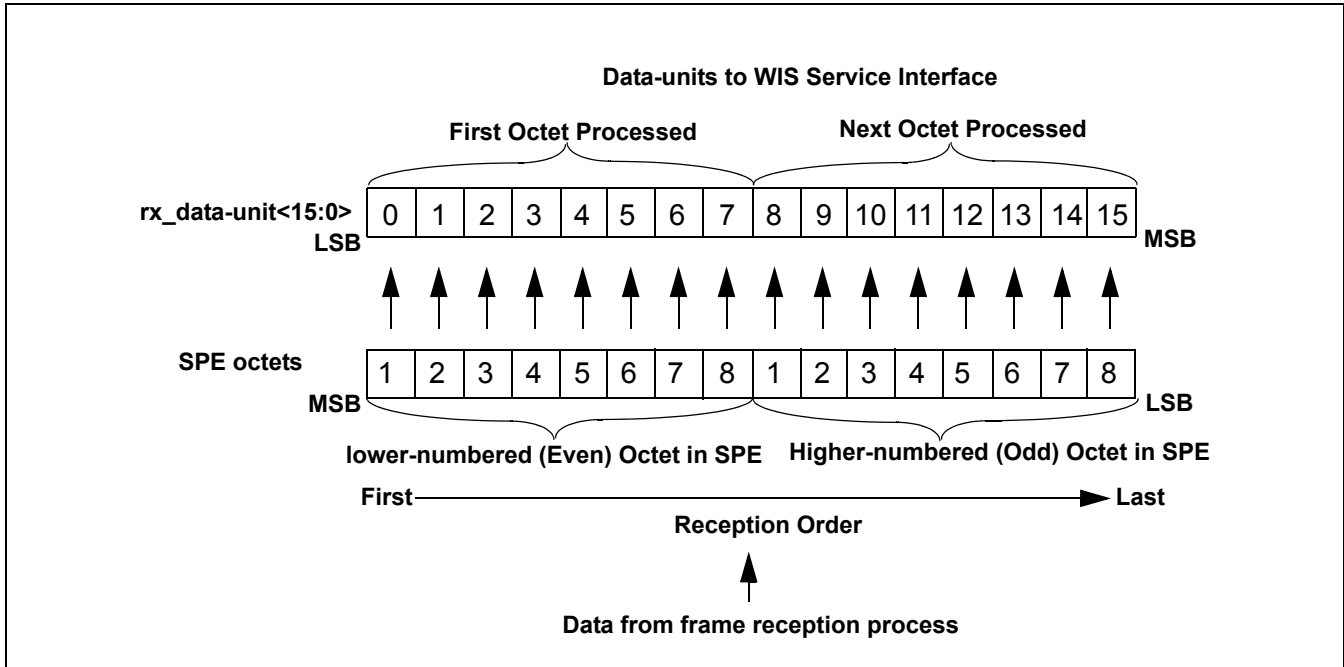 Data-units to WIS Service Interface
First Octet Processed Next Octet Processed
rx_data-unit<15:0> 0 1 2 3 4 5 6 7 8 9 10 11 12 13 14 15
LSB MSB
SPE octets 1 2 3 4 5 6 7 8 1 2 3 4 5 6 7 8
MSB LSB
lower-numbered (Even) Octet in SPE Higher-numbered (Odd) Octet in SPE
First Last
Reception Order
Data from frame reception process